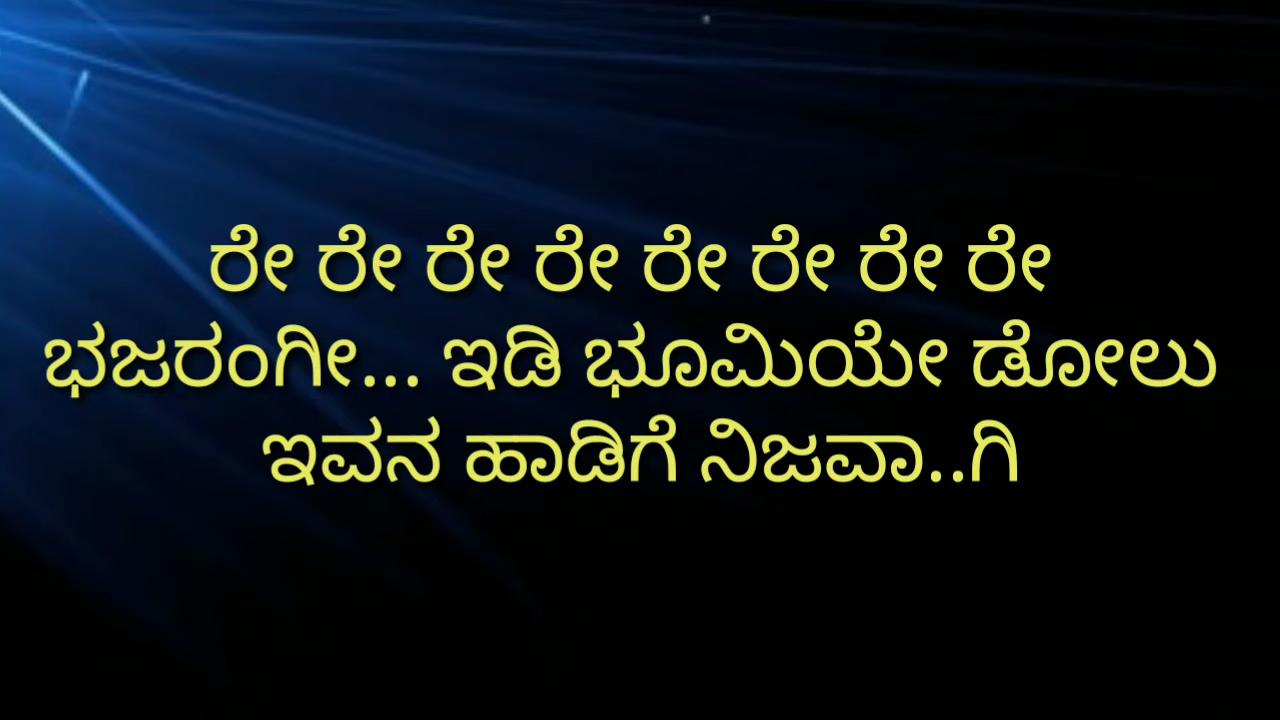 ರೇ ರೇ ರೇ ರೇ ರೇ ರೇ ರೇ ರೇ
ಭಜರಂಗೀ... ಇಡಿ ಭೂಮಿಯೇ ಡೋಲು
ಇವನ ಹಾಡಿಗೆ ನಿಜವಾ..ಗಿ